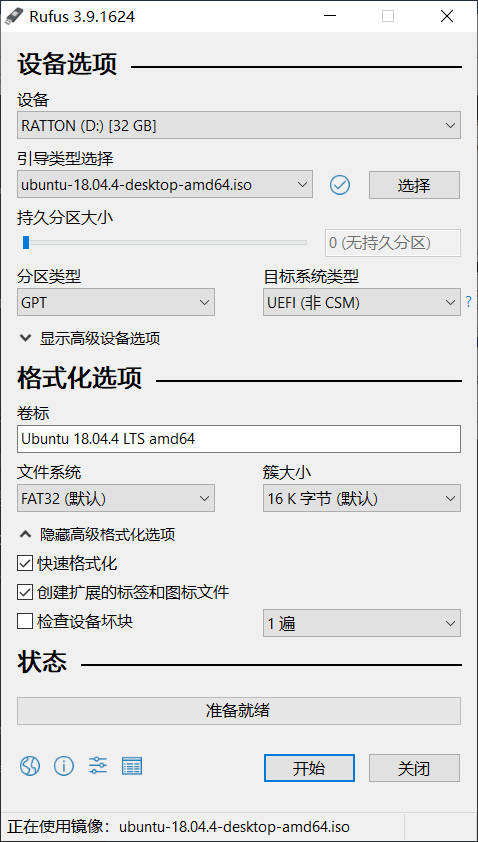 Rufus 3.9.1624
设备选项
设备
RATTON (D:) [32 GB]
引导类型选择
ubuntu-18.04.4-desktop-amd64.iso
选择
持久分区大小
0 (无持久分区)
分区类型
目标系统类型
GPT
UEFI (非 CSM)
?
显示高级设备选项
格式化选项
卷标
Ubuntu 18.04.4 LTS amd64
文件系统
簇大小
FAT32 (默认)
16 K 字节 (默认)
隐藏高级格式化选项
快速格式化
创建扩展的标签和图标文件
检查设备坏块
1 遍
状态
准备就绪
开始
关闭
正在使用镜像：ubuntu-18.04.4-desktop-amd64.iso